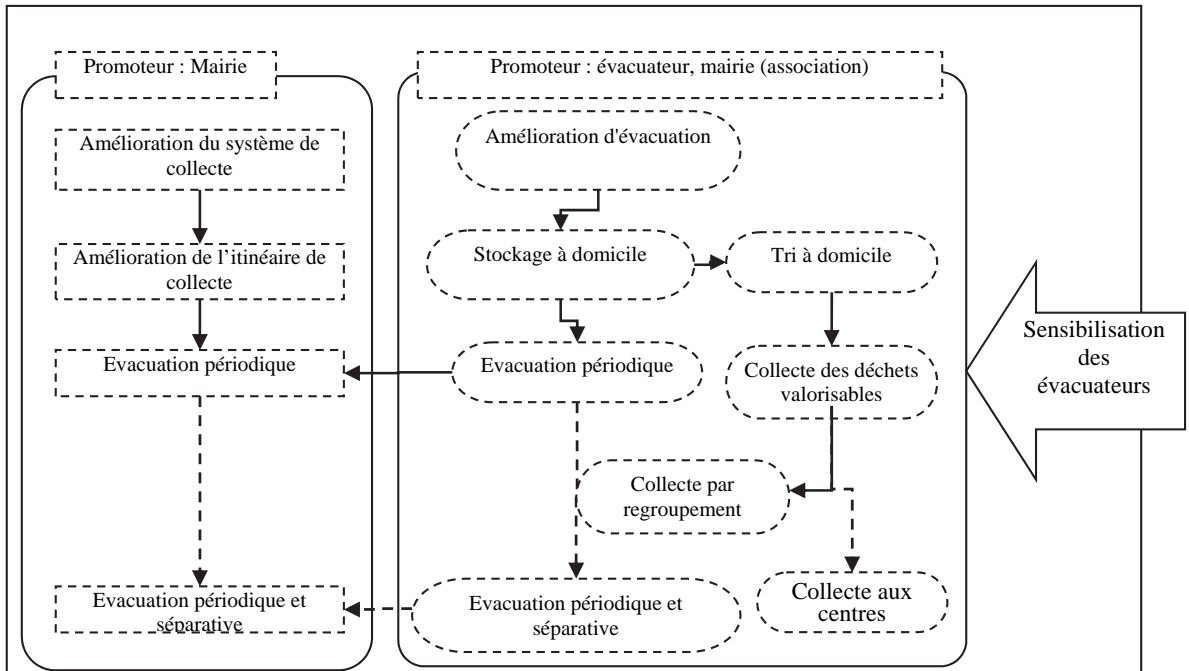 Promoteur : Mairie
Amélioration du système de
collecte
Amélioration de l’itinéaire de
collecte
Evacuation périodique
Evacuation périodique et
séparative
Promoteur : évacuateur, mairie (association)
Amélioration d'évacuation
Stockage à domicile
Tri à domicile
Evacuation périodique
Collecte des déchets
valorisables
Collecte par
regroupement
Evacuation périodique et
séparative
Collecte aux
centres
Sensibilisation
des
évacuateurs